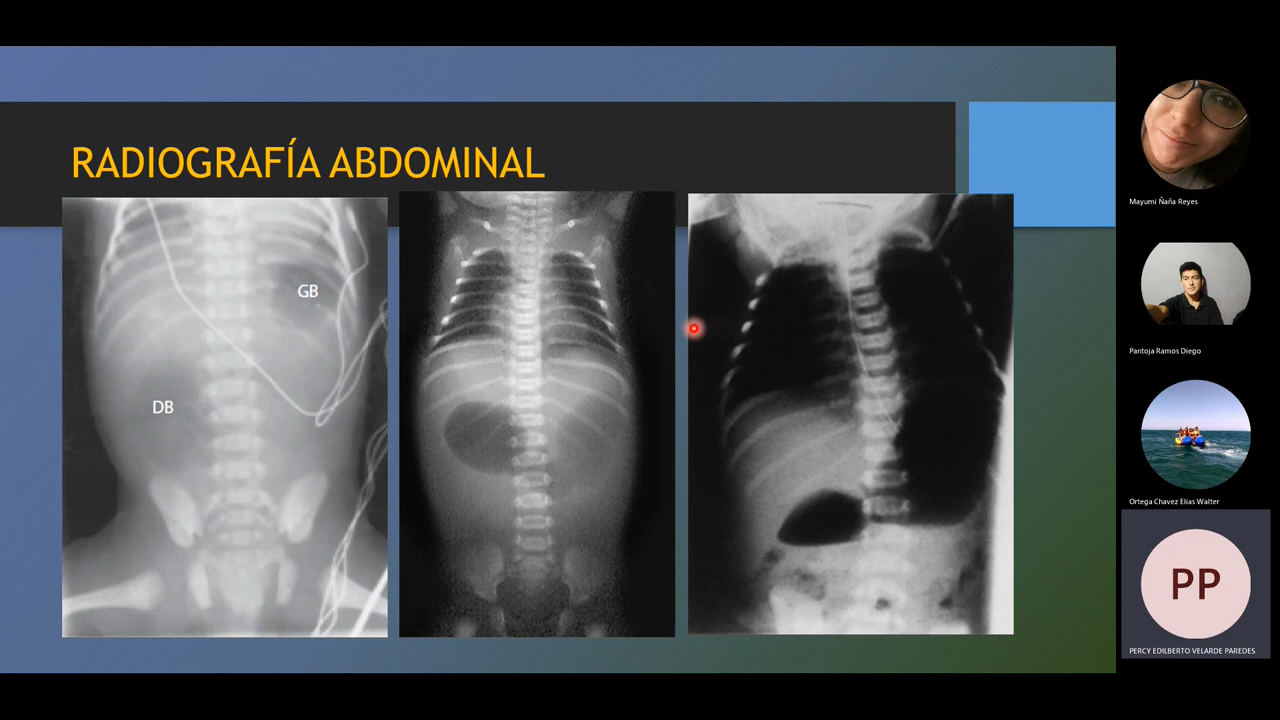 RADIOGRAFÍA ABDOMINAL
GB
DB
Mayumi Ñaña Reyes
Pantoja Ramos Diego
Ortega Chavez Elias Walter
PP
PERCY EDILBERTO VELARDE PAREDES